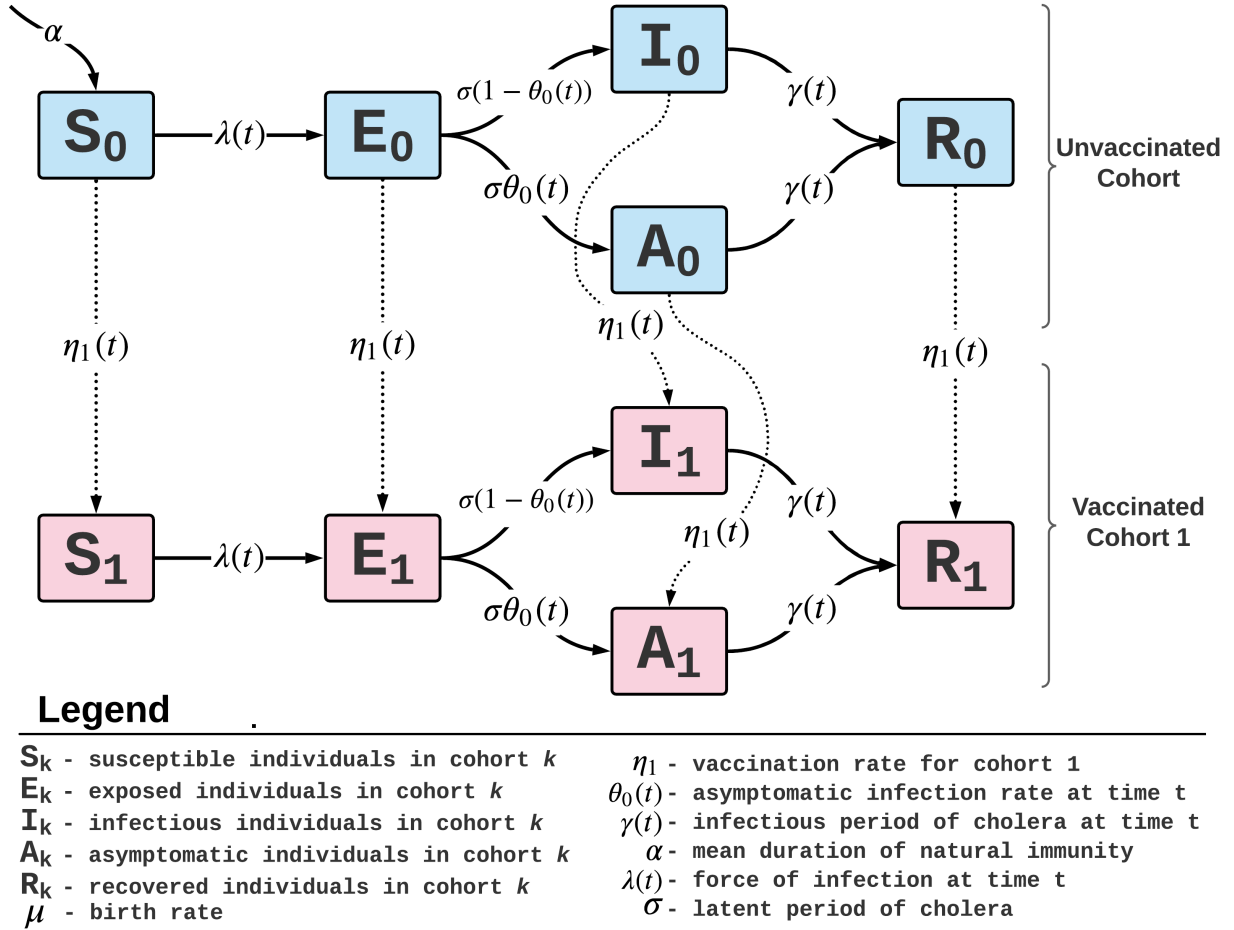 α
I₀
σ(1 − θ₀(t))
γ(t)
S₀
λ(t)
E₀
R₀
Unvaccinated
Cohort
σθ₀(t)
γ(t)
A₀
η₁(t)
η₁(t)
η₁(t)
η₁(t)
I₁
σ(1 − θ₀(t))
γ(t)
Vaccinated
Cohort 1
η₁(t)
S₁
λ(t)
E₁
R₁
σθ₀(t)
γ(t)
A₁
Legend
.
Sₖ - susceptible individuals in cohort k
Eₖ - exposed individuals in cohort k
Iₖ - infectious individuals in cohort k
Aₖ - asymptomatic individuals in cohort k
Rₖ - recovered individuals in cohort k
μ - birth rate
η₁ - vaccination rate for cohort 1
θ₀(t) - asymptomatic infection rate at time t
γ(t) - infectious period of cholera at time t
α - mean duration of natural immunity
λ(t) - force of infection at time t
σ - latent period of cholera